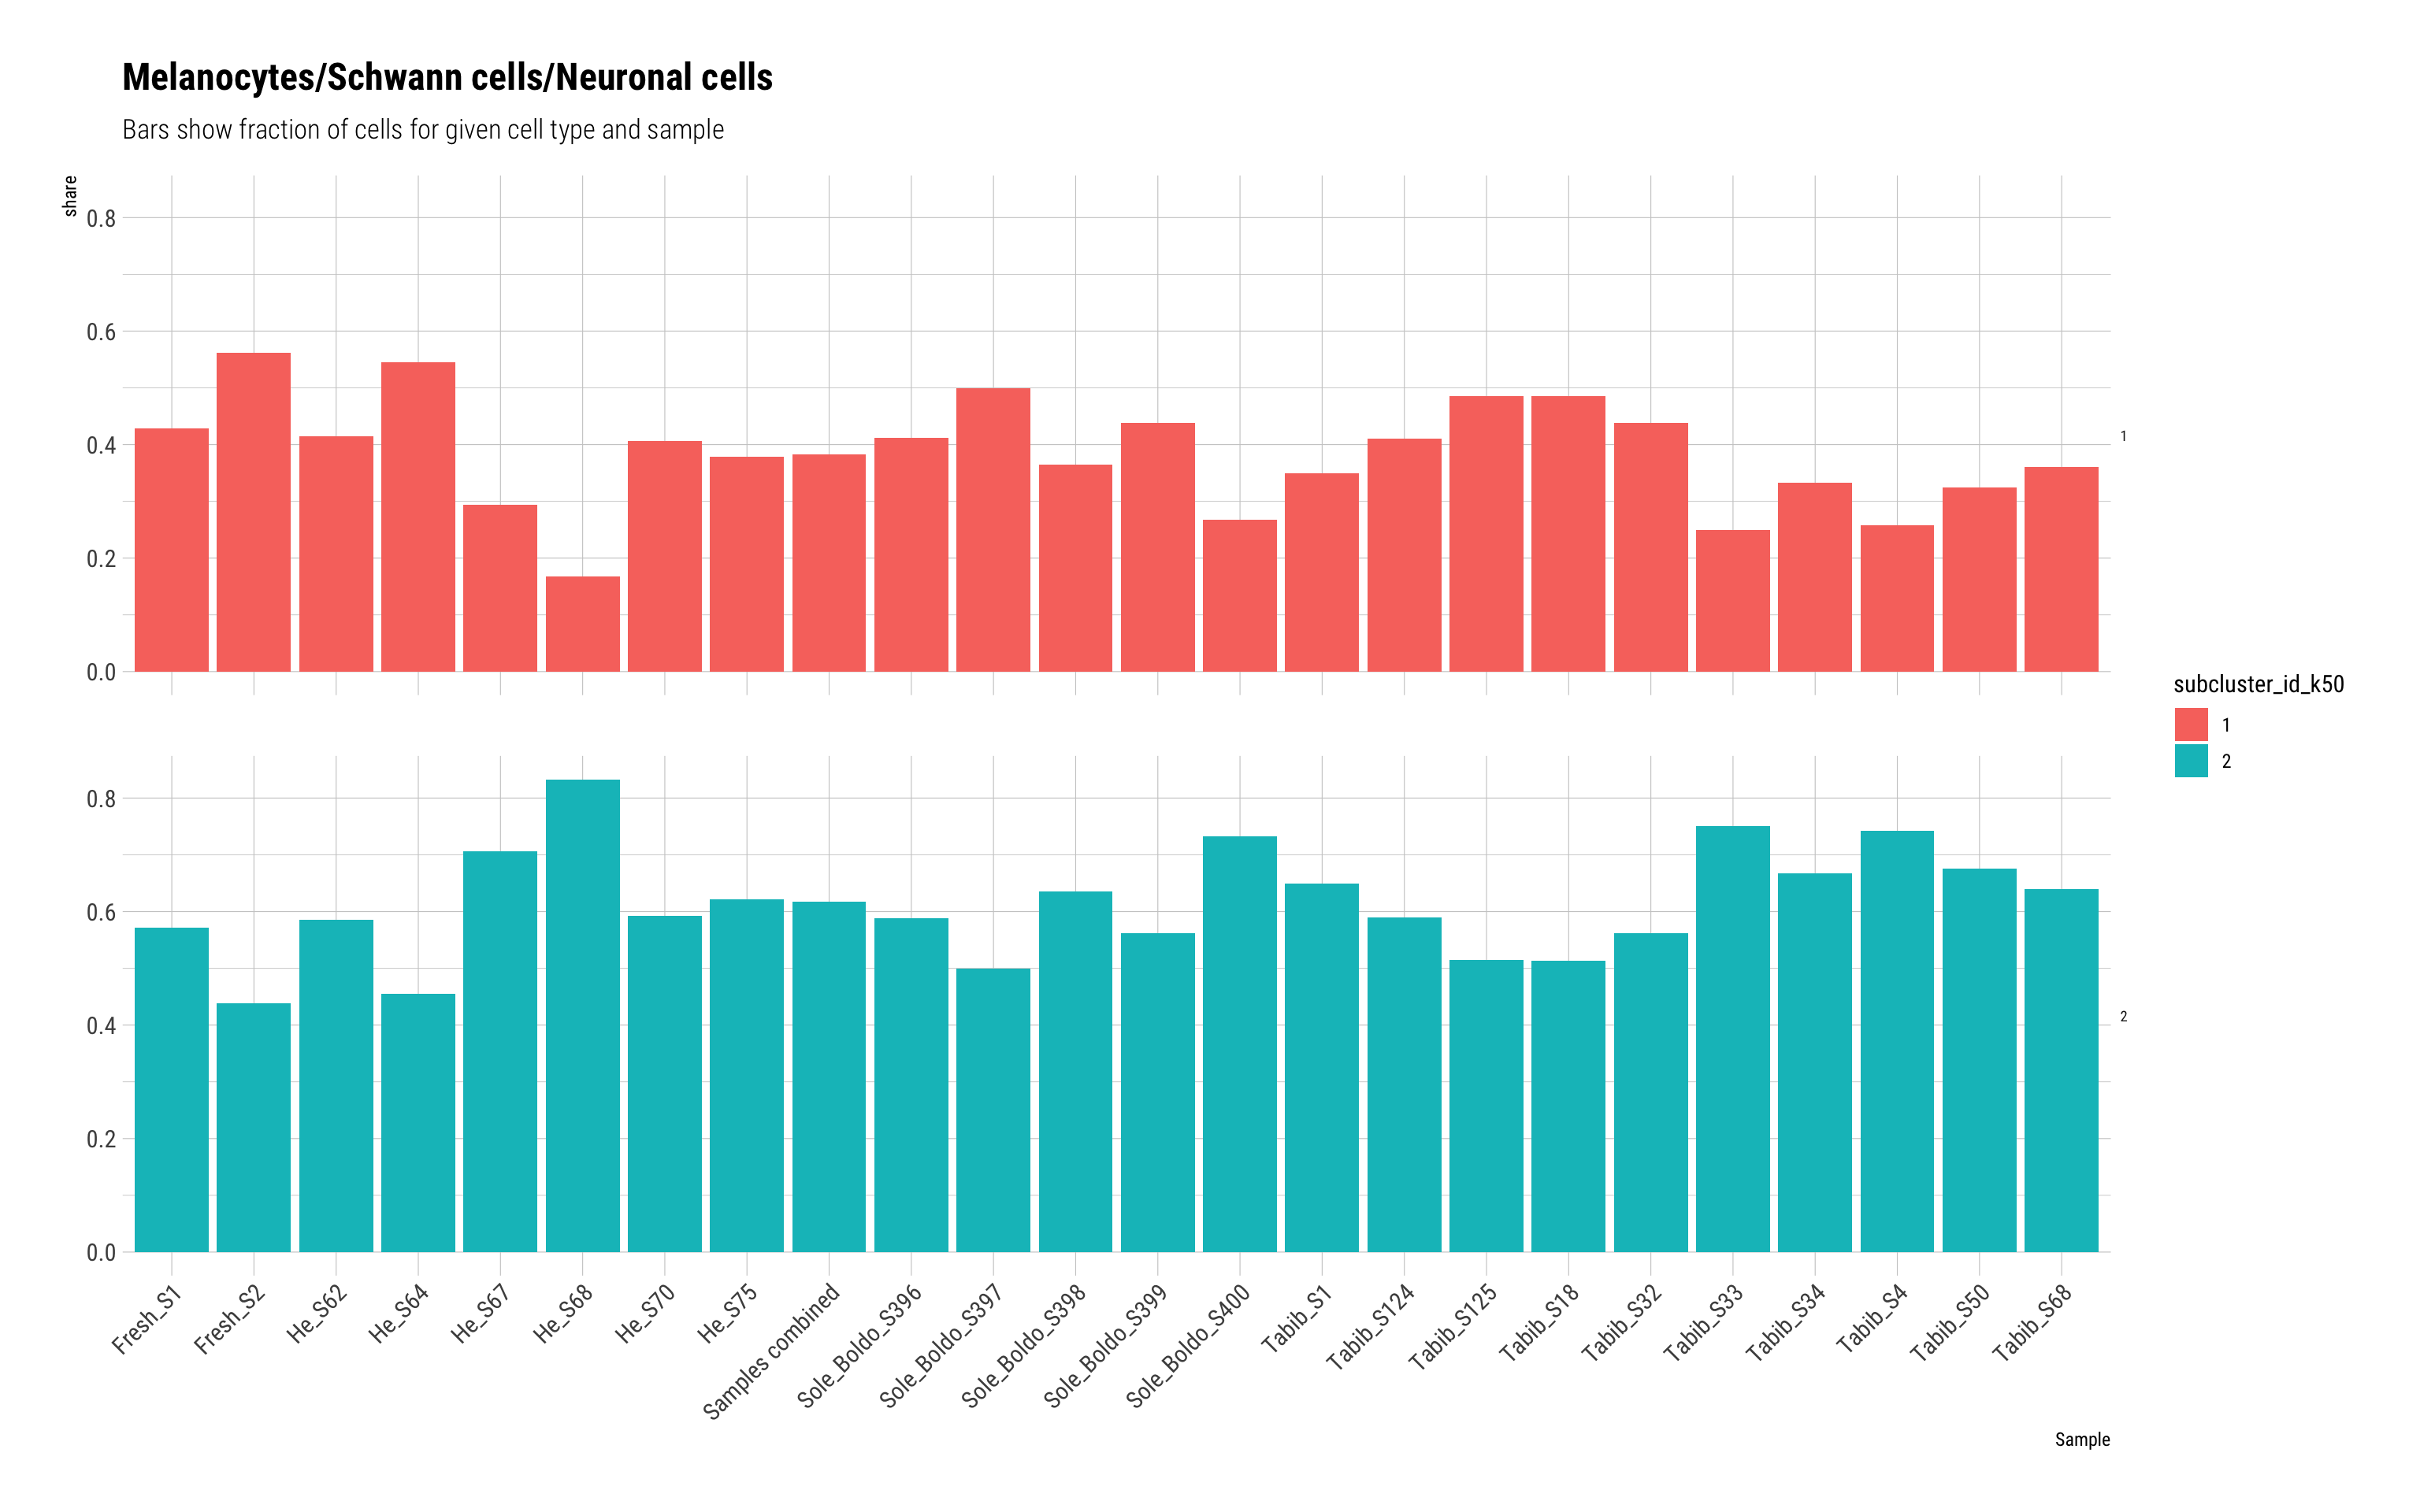 Melanocytes/Schwann cells/Neuronal cells
Bars show fraction of cells for given cell type and sample
share
0.8
0.6
0.4
0.2
0.0
1
0.8
0.6
0.4
0.2
0.0
2
subcluster_id_k50
1
2
Fresh_S1
Fresh_S2
He_S62
He_S64
He_S67
He_S68
He_S70
He_S75
Samples combined
Sole_Boldo_S396
Sole_Boldo_S397
Sole_Boldo_S398
Sole_Boldo_S399
Sole_Boldo_S400
Tabib_S1
Tabib_S124
Tabib_S125
Tabib_S18
Tabib_S32
Tabib_S33
Tabib_S34
Tabib_S4
Tabib_S50
Tabib_S68
Sample